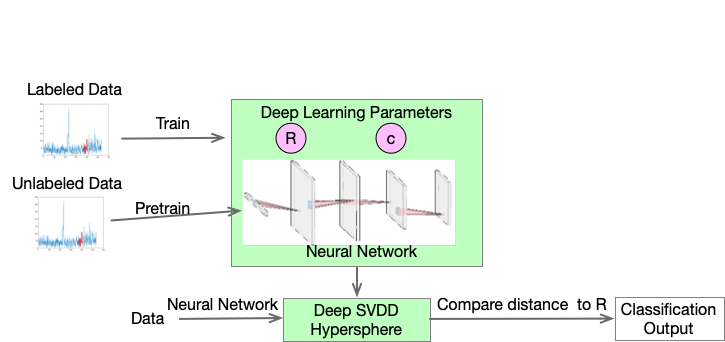 Labeled Data
Train
Deep Learning Parameters
R
c
Unlabeled Data
Pretrain
Neural Network
Data
Neural Network
Deep SVDD
Hypersphere
Compare distance to R
Classification
Output